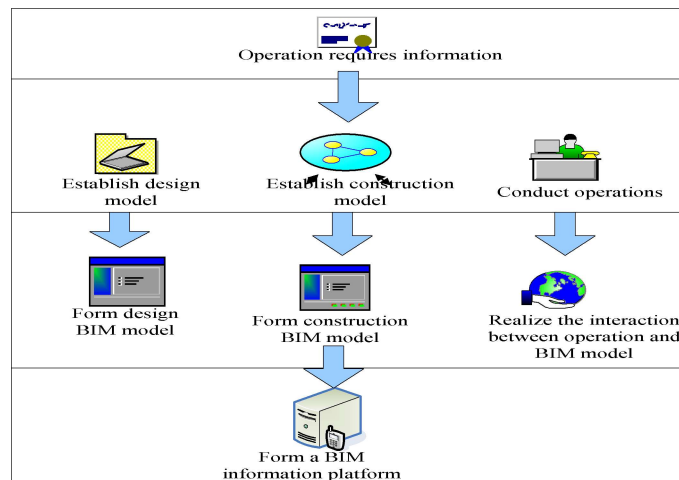 Operation requires information
Establish design
model
Establish construction
model
Conduct operations
Form design
BIM model
Form construction
BIM model
Realize the interaction
between operation and
BIM model
Form a BIM
information platform